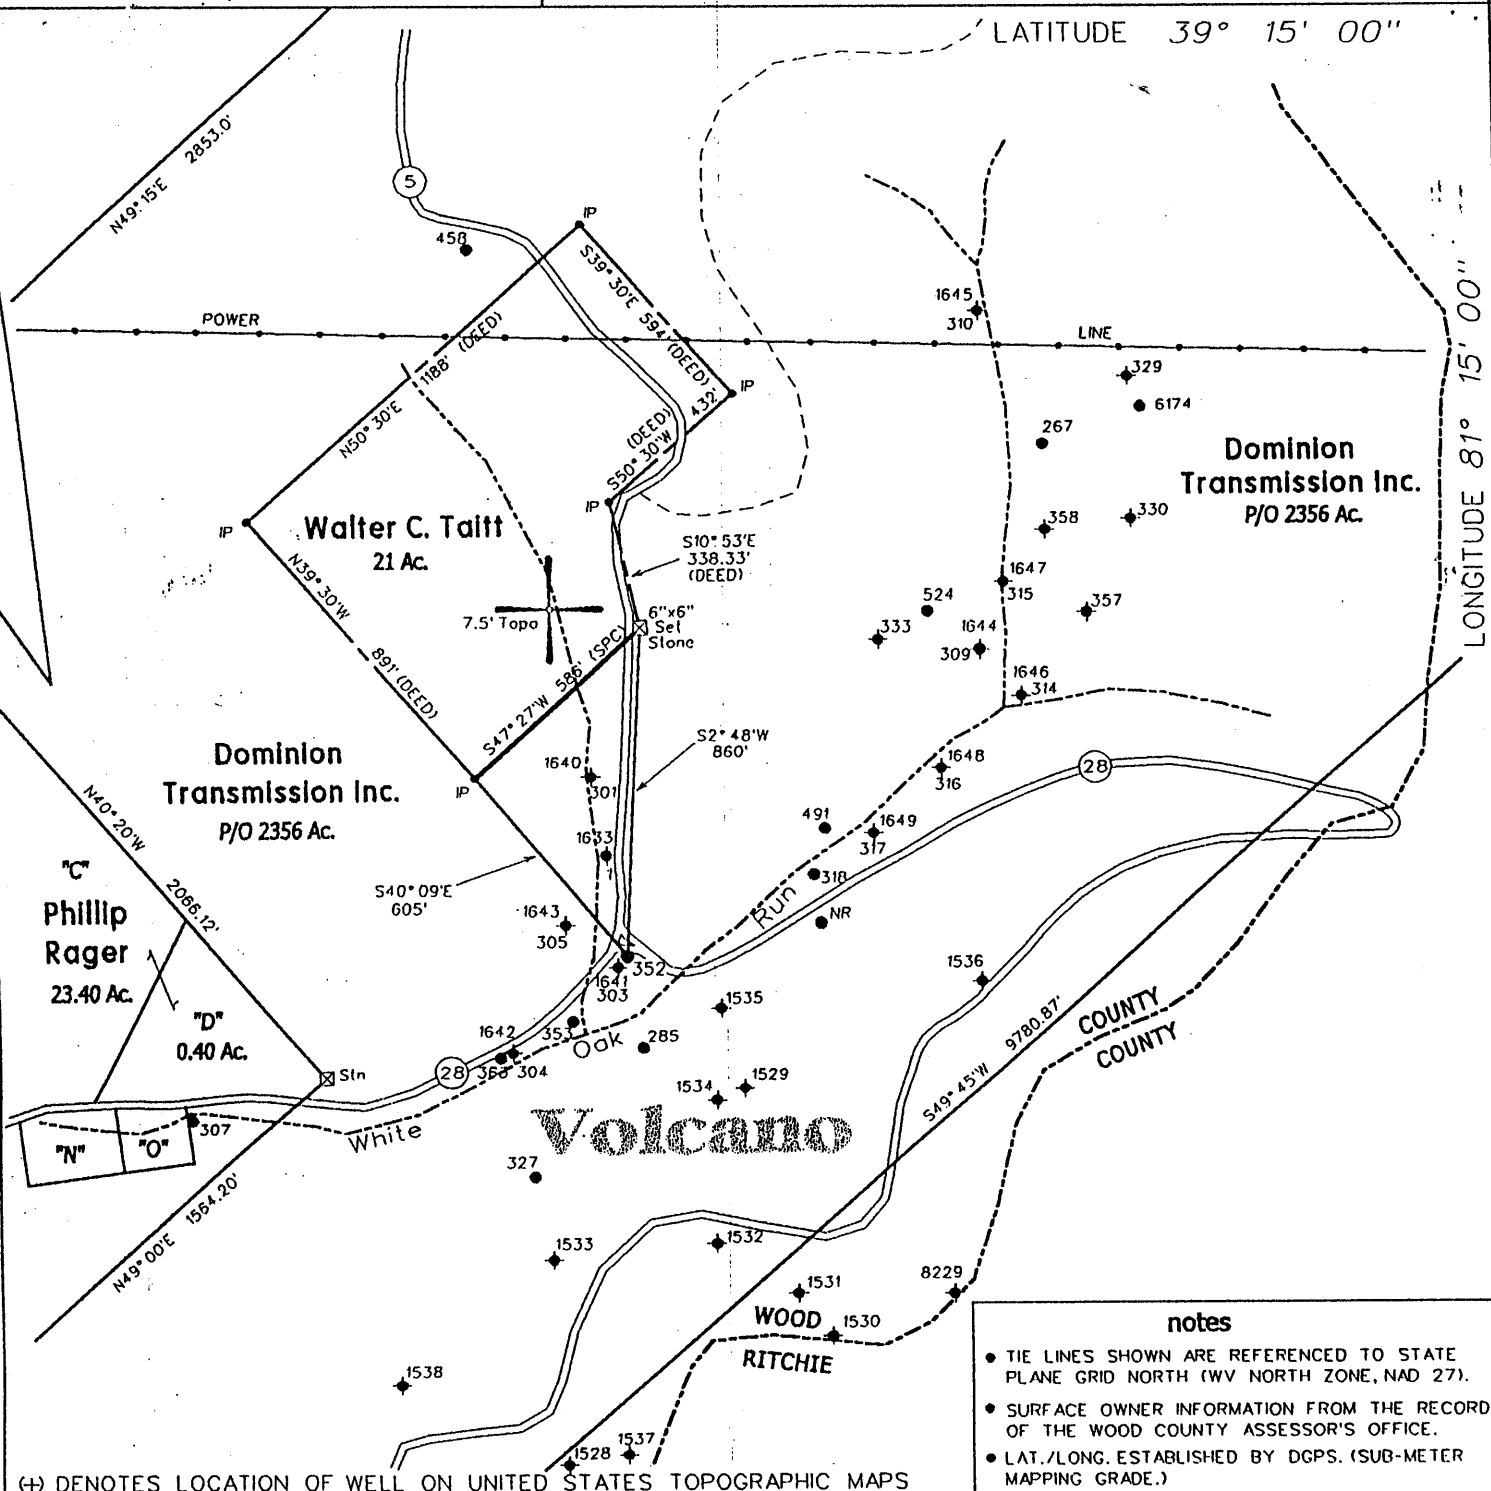 LATITUDE 39° 15' 00"
N49° 15'E 2853.0'
5
IP
458
S39° 30'E 594' (DEED)
1645
310
POWER
LINE
LONGITUDE 81° 15' 00"
1188' (DEED)
N50° 30'E
IP
329
6174
(DEED) 432'
S50° 30'W
267
Dominion
Transmission Inc.
P/O 2356 Ac.
IP
IP
Walter C. Taitt
21 Ac.
358
330
S10° 53'E
338.33'
(DEED)
N39° 30'W 891' (DEED)
1647
315
7.5' Topo
6"x6"
Set
Stone
524
357
333
1644
309
S47° 27'W 586' (SPC)
1646
314
Dominion
Transmission Inc.
P/O 2356 Ac.
S2° 48'W
860'
1640
301
IP
1648
316
28
N40° 20'W 2066.12'
491
1649
317
1633
1
"C"
Phillip
Rager
23.40 Ac.
S40° 09'E
605'
318
NR
Run
1643
305
352
1641
303
1536
1535
"D"
0.40 Ac.
353
Oak
285
COUNTY
COUNTY
S49° 45'W 9780.87'
1642
363 304
28
Stn
1534
1529
307
White
Volcano
"N"
"O"
327
N49° 00'E 1564.20'
1533
1532
1531
8229
WOOD
1530
RITCHIE
1538
1537
1528
(+) DENOTES LOCATION OF WELL ON UNITED STATES TOPOGRAPHIC MAPS
notes
● TIE LINES SHOWN ARE REFERENCED TO STATE
PLANE GRID NORTH (WV NORTH ZONE, NAD 27).
● SURFACE OWNER INFORMATION FROM THE RECORD
OF THE WOOD COUNTY ASSESSOR'S OFFICE.
● LAT./LONG. ESTABLISHED BY DGPS. (SUB-METER
MAPPING GRADE.)